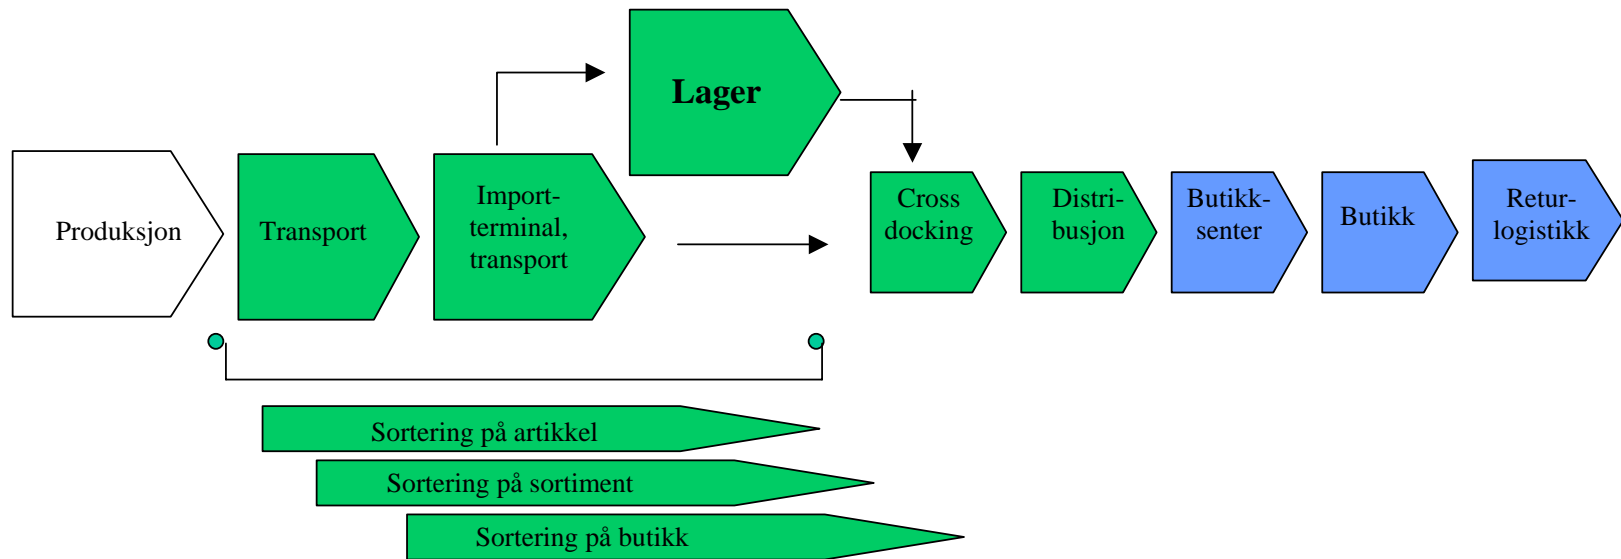 Lager
Produksjon
Transport
Import-
terminal,
transport
Cross
docking
Distri-
busjon
Butikk-
senter
Butikk
Retur-
logistikk
Sortering på artikkel
Sortering på sortiment
Sortering på butikk